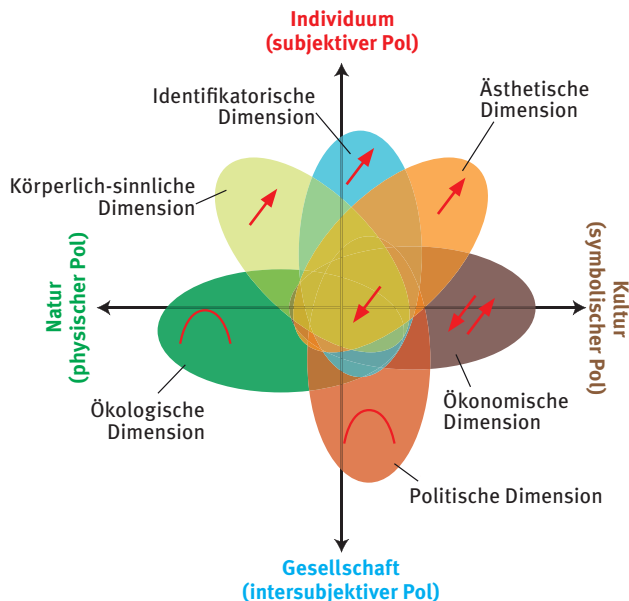 Individuum
(subjektiver Pol)
Identifikatorische
Dimension
Ästhetische
Dimension
Körperlich-sinnliche
Dimension
Natur
(physischer Pol)
Kultur
(symbolischer Pol)
Ökologische
Dimension
Ökonomische
Dimension
Politische Dimension
Gesellschaft
(intersubjektiver Pol)